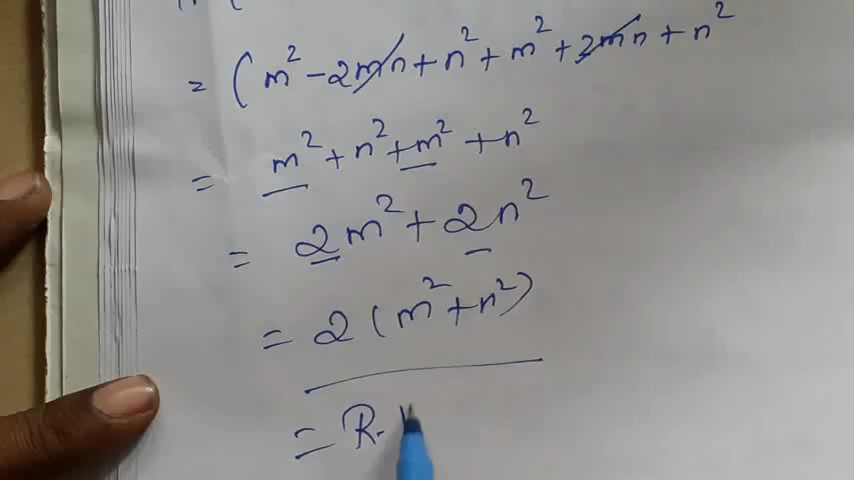 = (m² - 2mn + n² + m² + 2mn + n²
= m² + n² + m² + n²
= 2m² + 2n²
= 2(m² + n²)
= R.